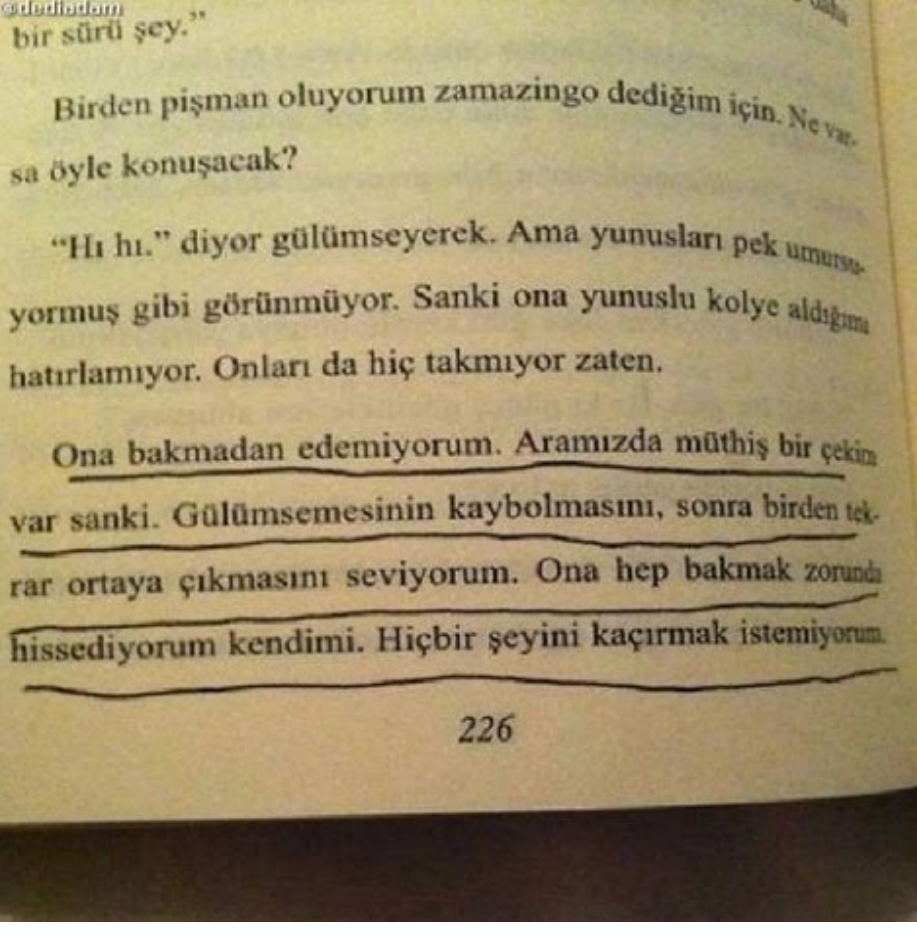 @dediadam
daha
bir sürü şey.”
Birden pişman oluyorum zamazingo dediğim için. Ne var-
sa öyle konuşacak?
“Hı hı.” diyor gülümseyerek. Ama yunusları pek umursu-
yormuş gibi görünmüyor. Sanki ona yunuslu kolye aldığımı
hatırlamıyor. Onları da hiç takmıyor zaten.
Ona bakmadan edemiyorum. Aramızda müthiş bir çekim
var sanki. Gülümsemesinin kaybolmasını, sonra birden tek-
rar ortaya çıkmasını seviyorum. Ona hep bakmak zorunda
hissediyorum kendimi. Hiçbir şeyini kaçırmak istemiyorum.
226